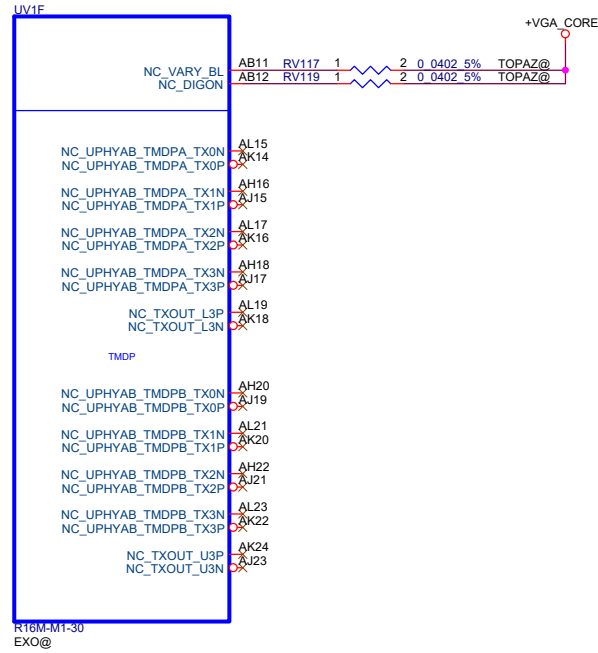 UV1F
+VGA_CORE
NC_VARY_BL AB11 RV117 1 2 0_0402_5% TOPAZ@
NC_DIGON AB12 RV119 1 2 0_0402_5% TOPAZ@
NC_UPHYAB_TMDPA_TX0N AL15
NC_UPHYAB_TMDPA_TX0P AK14
NC_UPHYAB_TMDPA_TX1N AH16
NC_UPHYAB_TMDPA_TX1P AJ15
NC_UPHYAB_TMDPA_TX2N AL17
NC_UPHYAB_TMDPA_TX2P AK16
NC_UPHYAB_TMDPA_TX3N AH18
NC_UPHYAB_TMDPA_TX3P AJ17
NC_TXOUT_L3P AL19
NC_TXOUT_L3N AK18
TMDP
NC_UPHYAB_TMDPB_TX0N AH20
NC_UPHYAB_TMDPB_TX0P AJ19
NC_UPHYAB_TMDPB_TX1N AL21
NC_UPHYAB_TMDPB_TX1P AK20
NC_UPHYAB_TMDPB_TX2N AH22
NC_UPHYAB_TMDPB_TX2P AJ21
NC_UPHYAB_TMDPB_TX3N AL23
NC_UPHYAB_TMDPB_TX3P AK22
NC_TXOUT_U3P AK24
NC_TXOUT_U3N AJ23
R16M-M1-30
EXO@